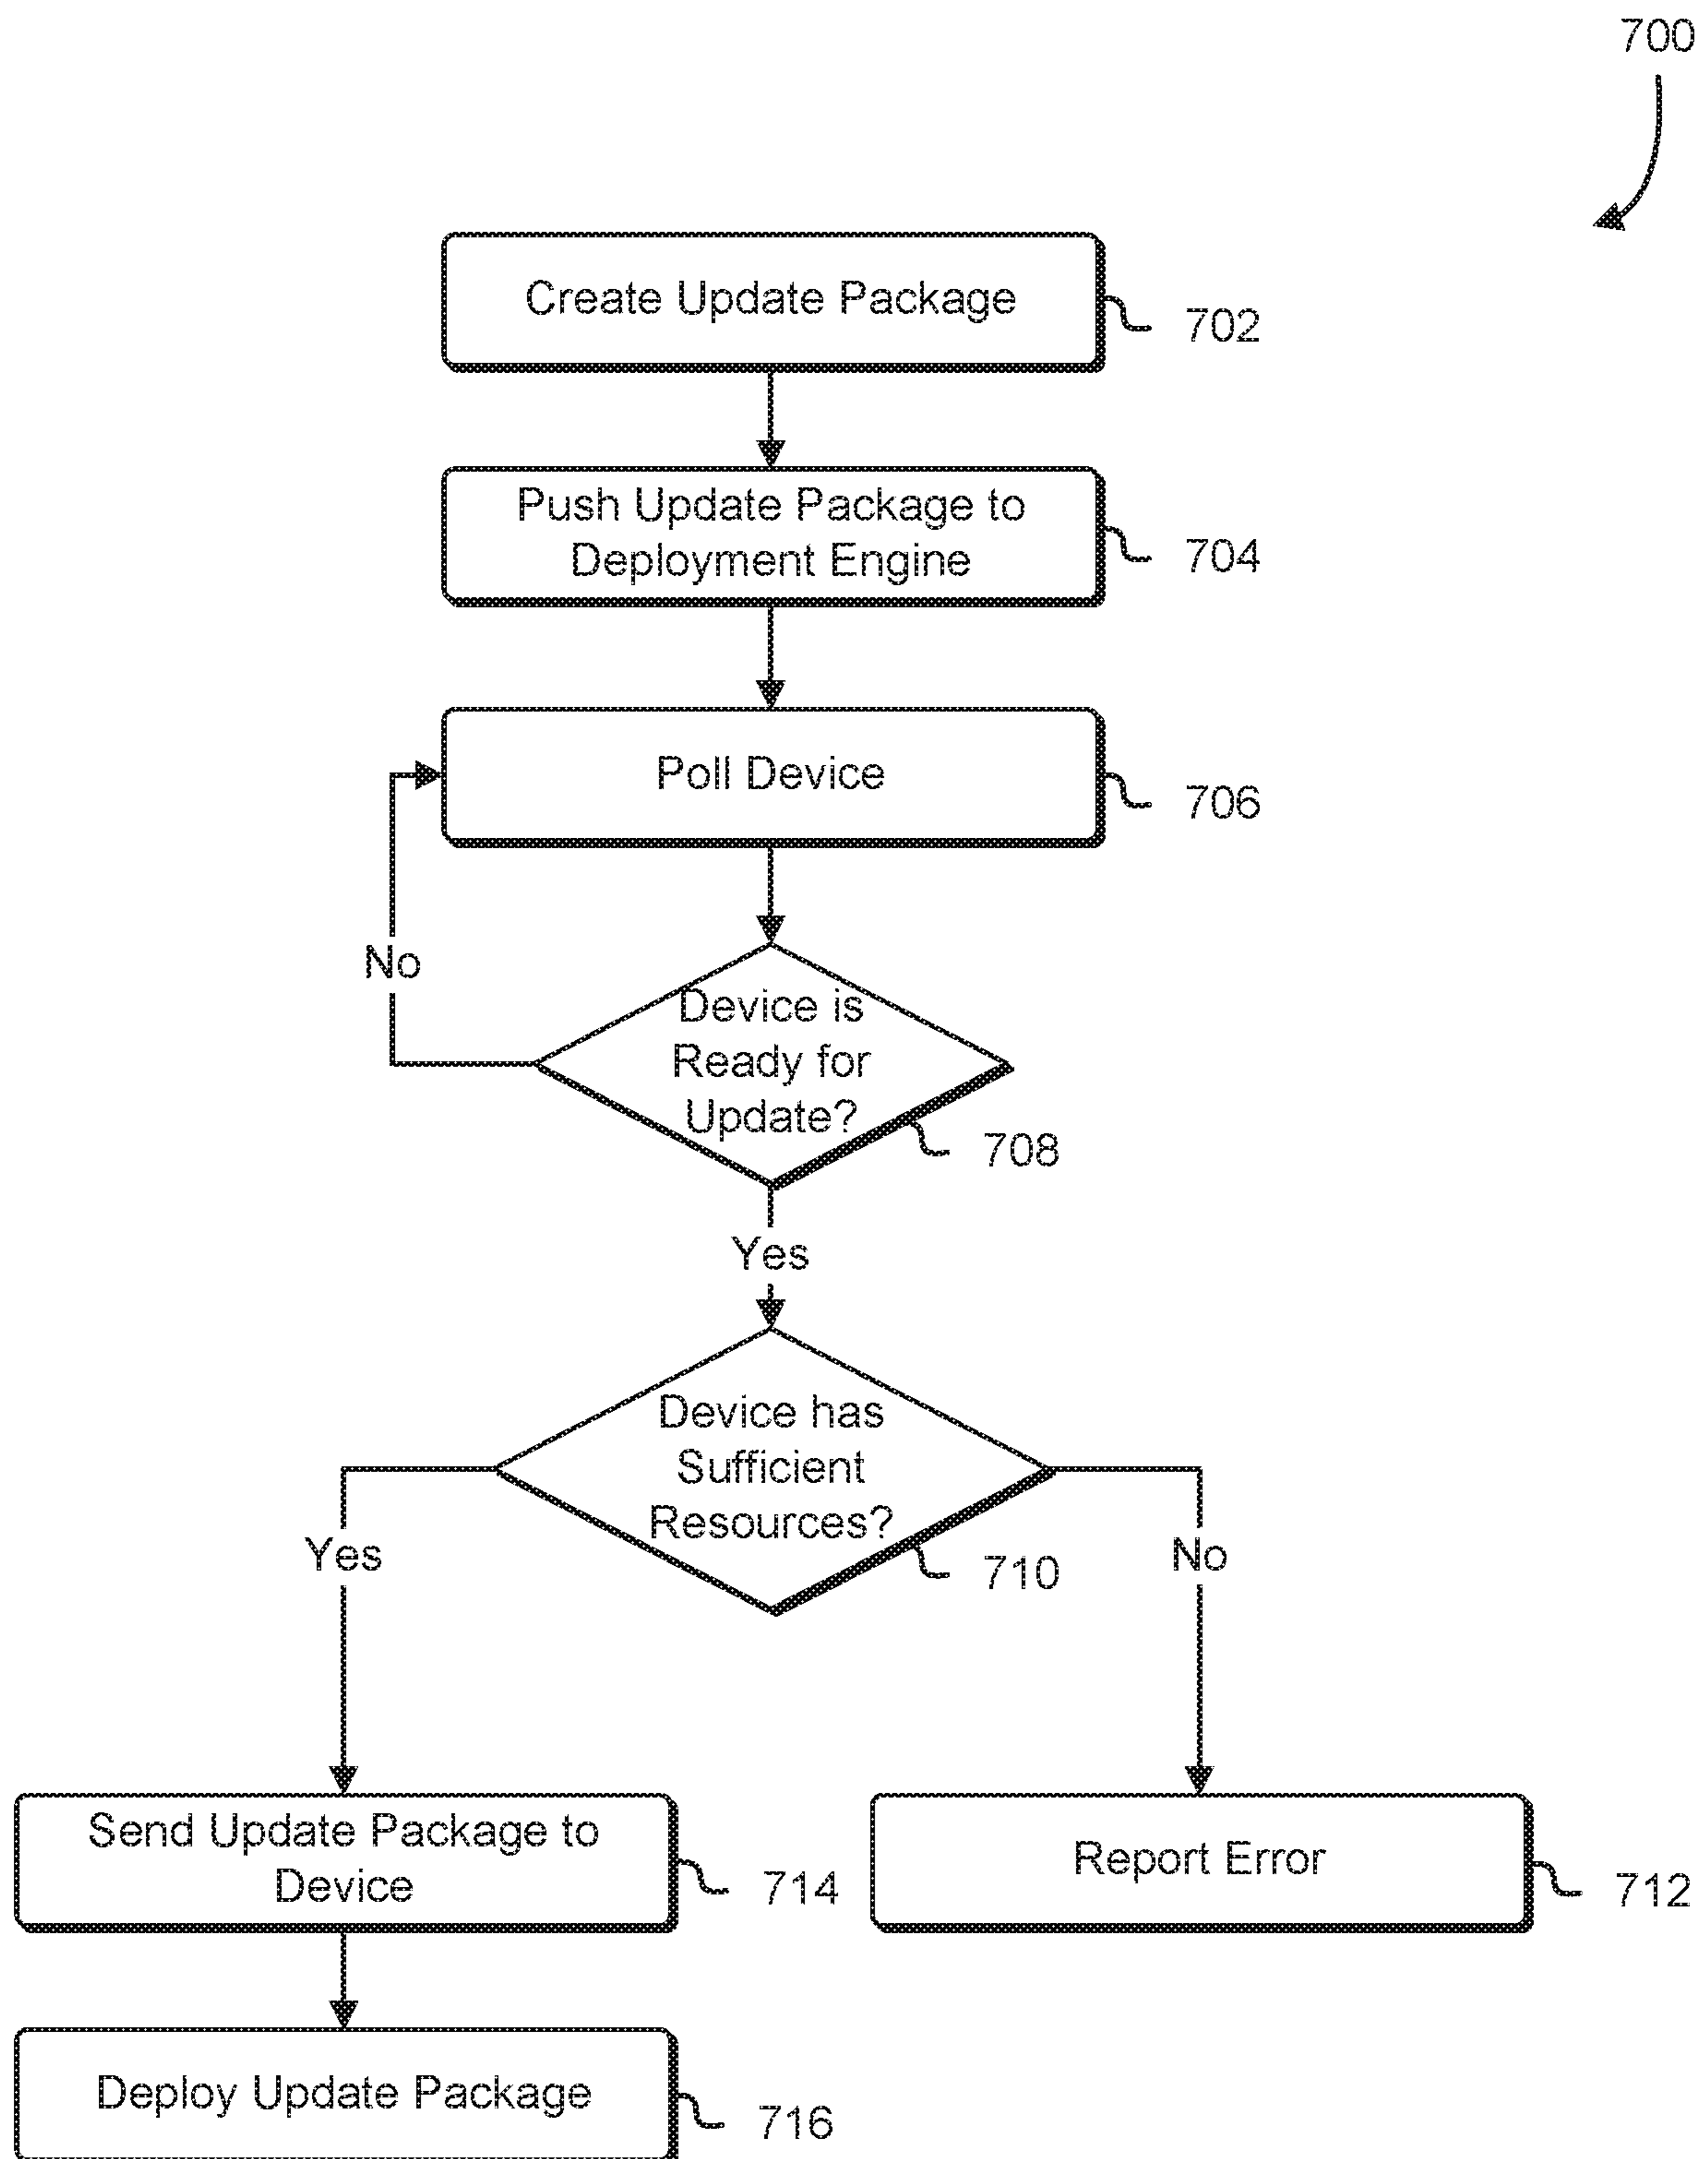 700
Create Update Package
702
Push Update Package to
Deployment Engine
704
Poll Device
706
No
Device is
Ready for
Update?
708
Yes
Device has
Sufficient
Resources?
710
Yes
No
Send Update Package to
Device
714
Report Error
712
Deploy Update Package
716